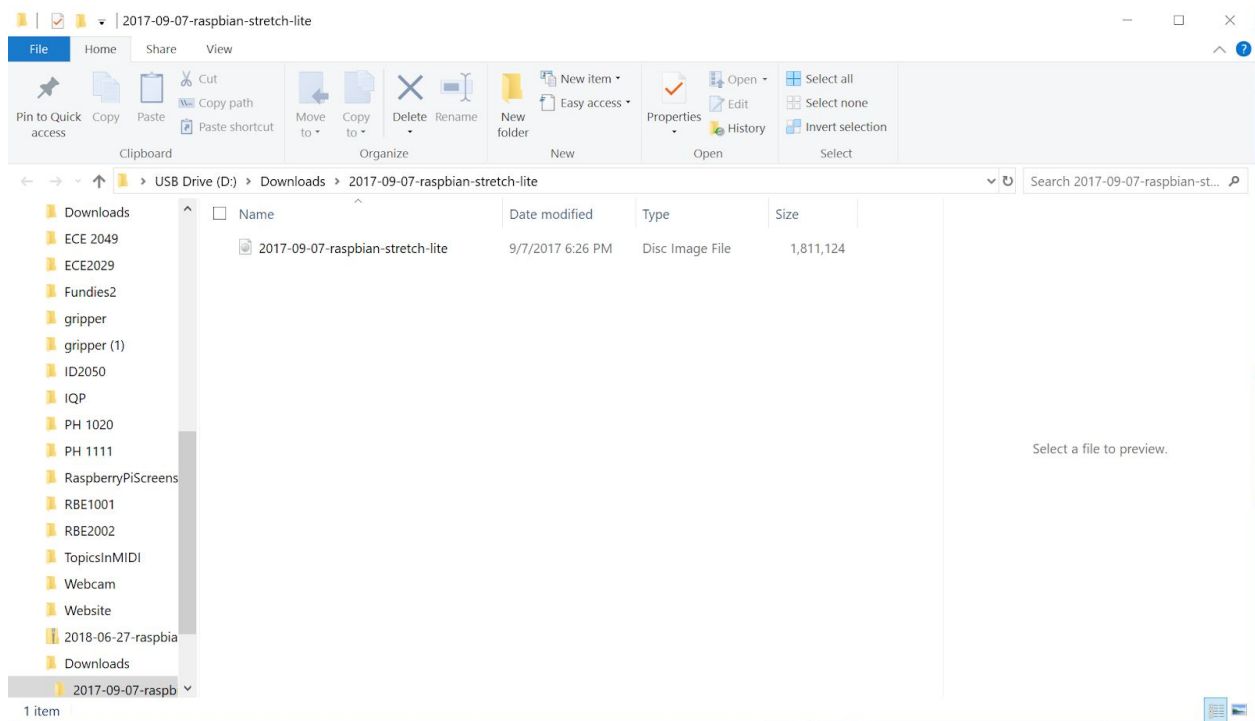 2017-09-07-raspbian-stretch-lite
File Home Share View
Pin to Quick access
Copy
Paste
Cut
Copy path
Paste shortcut
Clipboard
Move to
Copy to
Delete
Rename
Organize
New folder
New item
Easy access
New
Properties
Open
Edit
History
Open
Select all
Select none
Invert selection
Select
USB Drive (D:) > Downloads > 2017-09-07-raspbian-stretch-lite
Search 2017-09-07-raspbian-st...
Downloads
ECE 2049
ECE2029
Fundies2
gripper
gripper (1)
ID2050
IQP
PH 1020
PH 1111
RaspberryPiScreens
RBE1001
RBE2002
TopicsInMIDI
Webcam
Website
2018-06-27-raspbia
Downloads
2017-09-07-raspb
Name Date modified Type Size
2017-09-07-raspbian-stretch-lite 9/7/2017 6:26 PM Disc Image File 1,811,124
Select a file to preview.
1 item